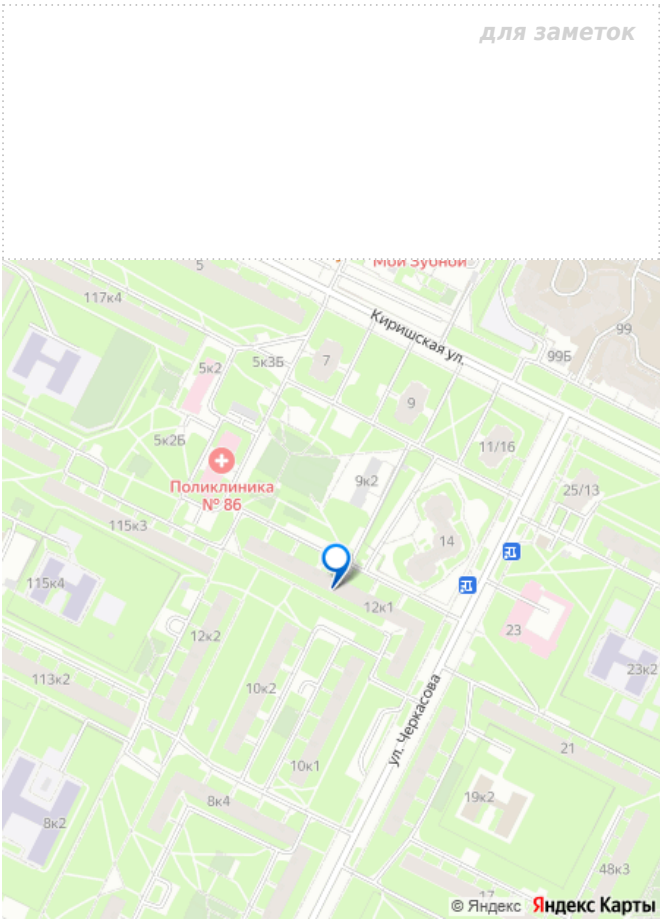 для заметок
Мой Зубной
5
117к4
Киришская ул.
99
99Б
7
5к3Б
5к2
9
11/16
5к2Б
9к2
25/13
Поликлиника
№ 86
115к3
14
115к4
12к1
23
12к2
23к2
113к2
10к2
ул. Черкасова
21
10к1
19к2
8к4
8к2
48к3
17
© Яндекс Яндекс Карты